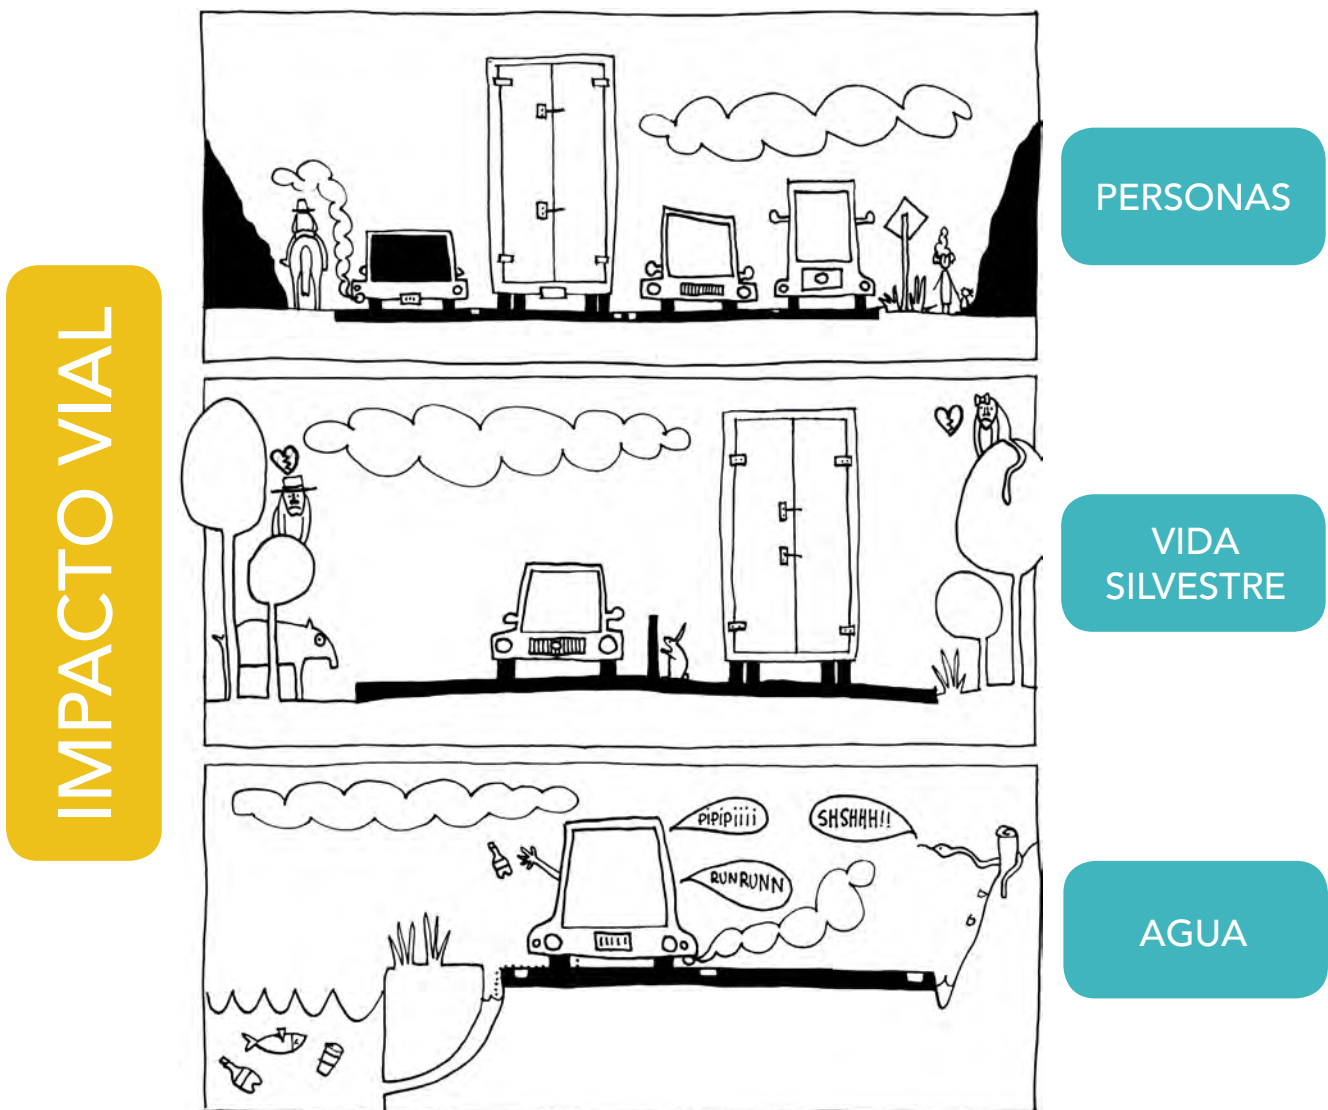 IMPACTO VIAL
PERSONAS
VIDA
SILVESTRE
PIPIPIIII
SHSHHH!!
RUNRUNN
AGUA